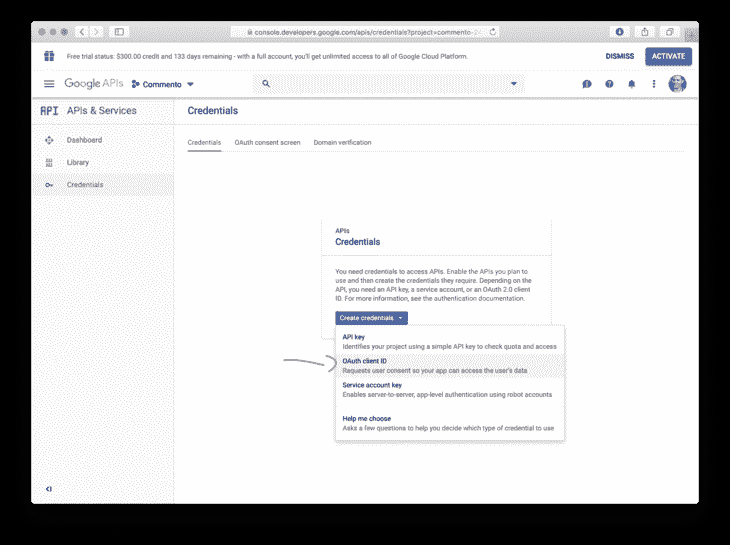 console.developers.google.com/apis/credentials?project=commento-2
Free trial status: $300.00 credit and 133 days remaining - with a full account, you'll get unlimited access to all of Google Cloud Platform.
DISMISS
ACTIVATE
Google APIs
Commento
API APIs & Services
Credentials
Dashboard
Library
Credentials
Credentials
OAuth consent screen
Domain verification
APIs
Credentials
You need credentials to access APIs. Enable the APIs you plan to
use and then create the credentials they require. Depending on the
API, you need an API key, a service account, or an OAuth 2.0 client
ID. For more information, see the authentication documentation.
Create credentials
API key
Identifies your project using a simple API key to check quota and access
OAuth client ID
Requests user consent so your app can access the user's data
Service account key
Enables server-to-server, app-level authentication using robot accounts
Help me choose
Asks a few questions to help you decide which type of credential to use